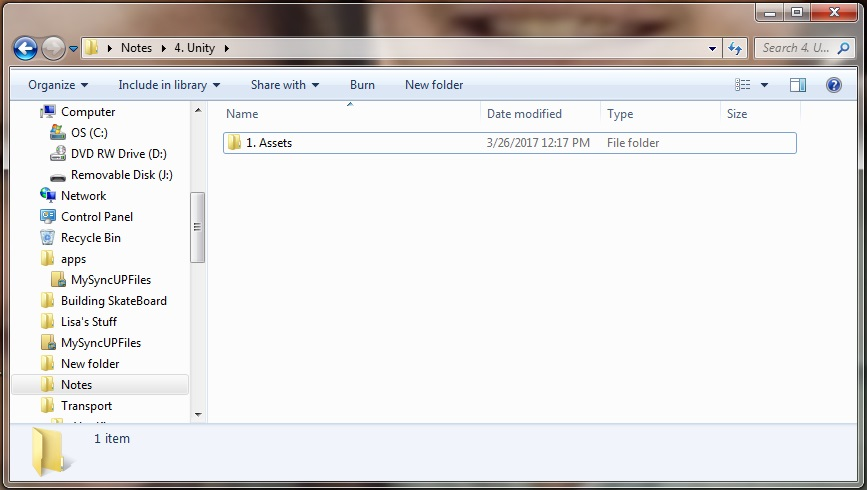 Notes 4. Unity Search 4. U...
Organize Include in library Share with Burn New folder
Name Date modified Type Size
1. Assets 3/26/2017 12:17 PM File folder
Computer
OS (C:)
DVD RW Drive (D:)
Removable Disk (J:)
Network
Control Panel
Recycle Bin
apps
MySyncUPFiles
Building SkateBoard
Lisa's Stuff
MySyncUPFiles
New folder
Notes
Transport
1 item